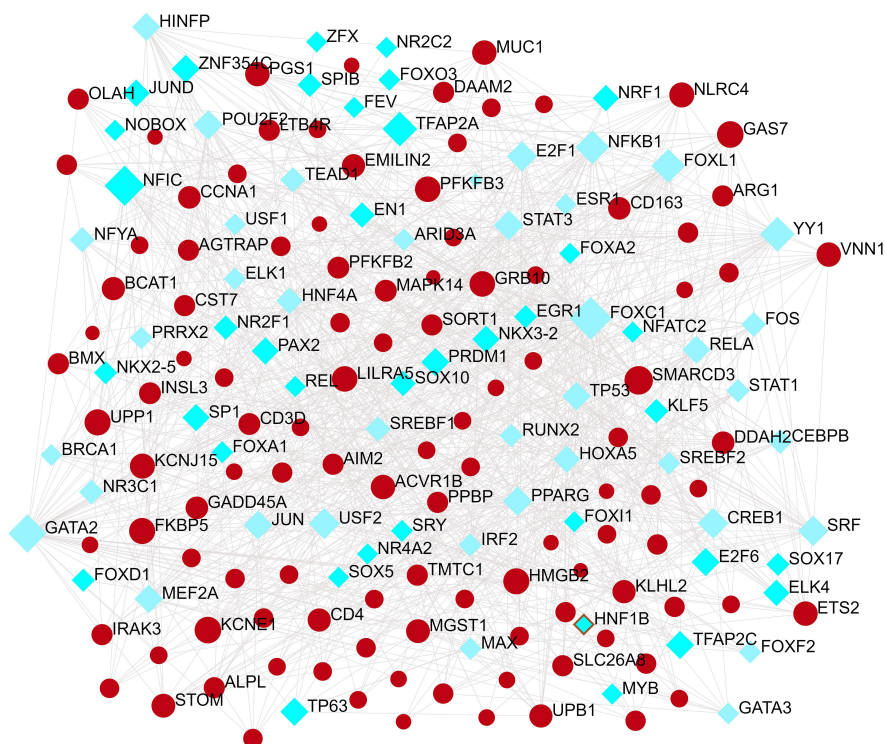 HINFP
ZFX
NR2C2
MUC1
ZNF354C
PGS1
SPIB
FOXO3
DAAM2
OLAH
JUND
NRF1
NLRC4
FEV
NOBOX
POU2F2
LTB4R
TFAP2A
GAS7
E2F1
NFKB1
EMILIN2
FOXL1
NFIC
TEAD1
PFKFB3
CCNA1
ARG1
ESR1
CD163
EN1
USF1
STAT3
NFYA
ARID3A
YY1
AGTRAP
FOXA2
VNN1
PFKFB2
ELK1
BCAT1
MAPK14
GRB10
CST7
HNF4A
EGR1
FOXC1
NR2F1
SORT1
NFATC2
FOS
PRRX2
NKX3-2
PAX2
PRDM1
RELA
BMX
NKX2-5
REL
LILRA5
SOX10
SMARCD3
INSL3
TP53
STAT1
UPP1
SP1
CD3D
SREBF1
KLF5
RUNX2
DDAH2
CEBPB
BRCA1
FOXA1
KCNJ15
AIM2
HOXA5
SREBF2
NR3C1
ACVR1B
GADD45A
PPBP
PPARG
GATA2
FKBP5
JUN
USF2
SRY
FOXI1
CREB1
SRF
IRF2
NR4A2
FOXD1
SOX5
TMTC1
HMGB2
E2F6
SOX17
MEF2A
KLHL2
ELK4
ETS2
IRAK3
KCNE1
CD4
MGST1
HNF1B
MAX
TFAP2C
FOXF2
SLC26A8
STOM
ALPL
MYB
TP63
UPB1
GATA3